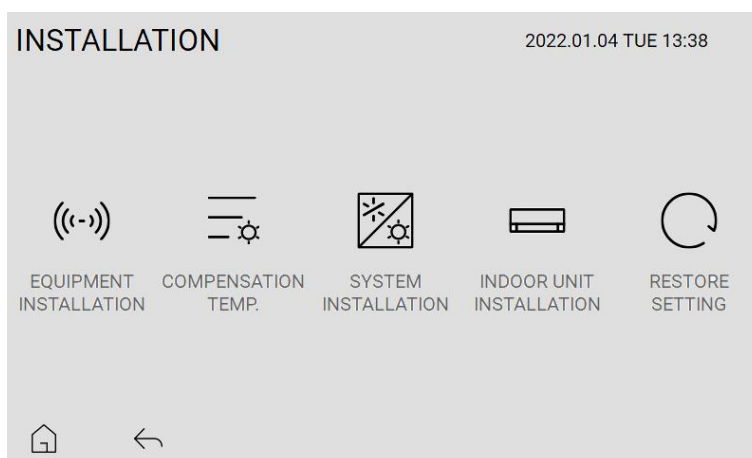 INSTALLATION
2022.01.04 TUE 13:38
EQUIPMENT
INSTALLATION
COMPENSATION
TEMP.
SYSTEM
INSTALLATION
INDOOR UNIT
INSTALLATION
RESTORE
SETTING